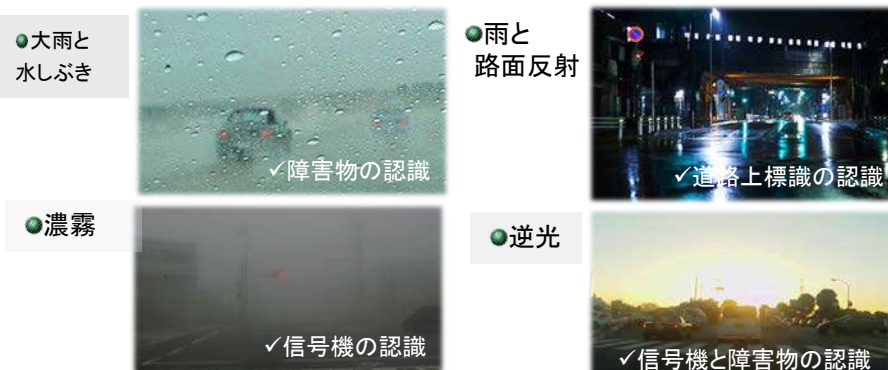 大雨と
水しぶき
✓障害物の認識
雨と
路面反射
✓道路上標識の認識
濃霧
✓信号機の認識
逆光
✓信号機と障害物の認識